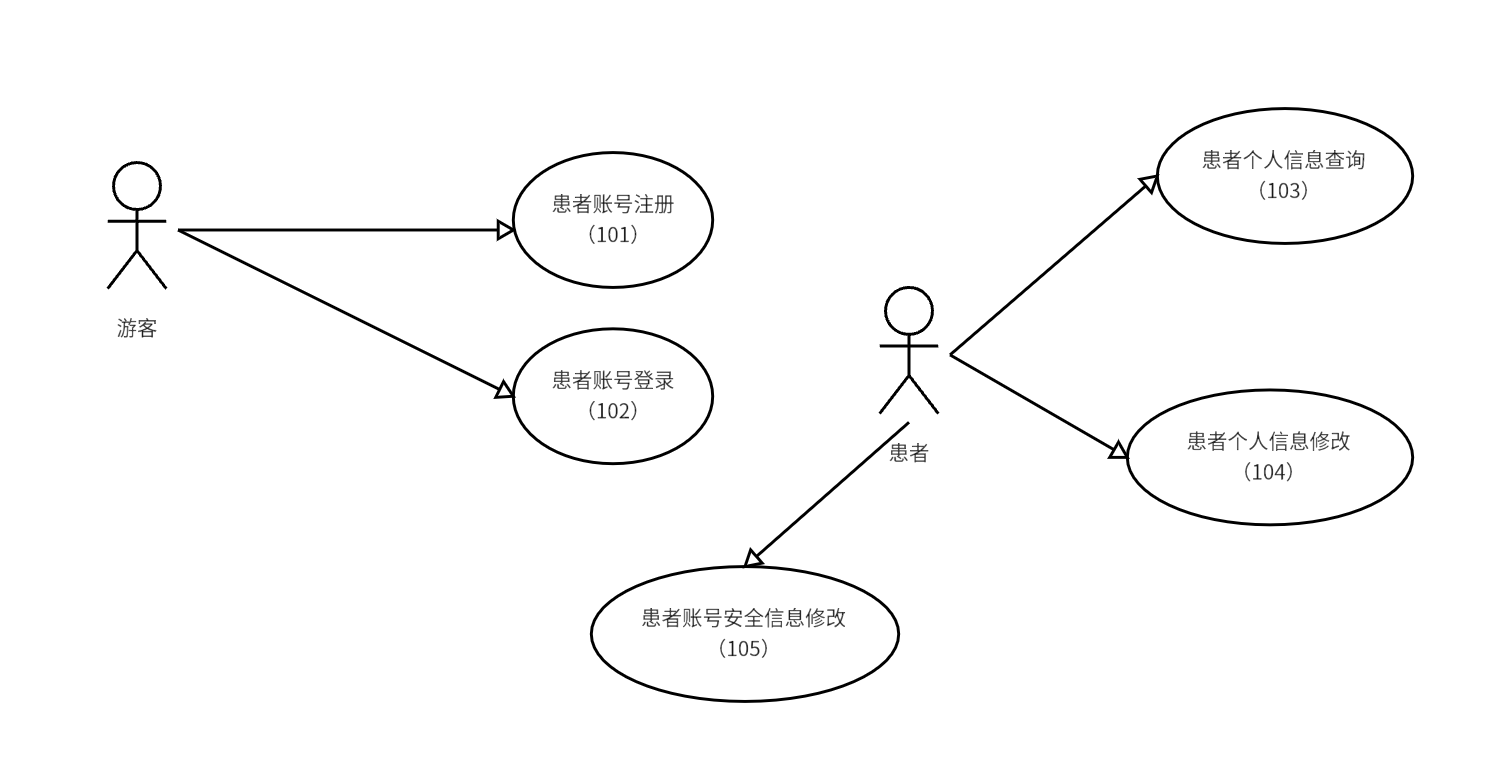 游客
患者账号注册
（101）
患者账号登录
（102）
患者
患者个人信息查询
（103）
患者个人信息修改
（104）
患者账号安全信息修改
（105）